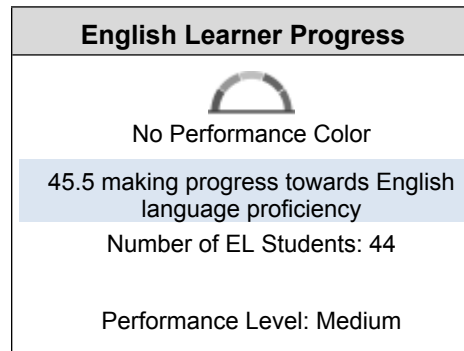 English Learner Progress
No Performance Color
45.5 making progress towards English
language proficiency
Number of EL Students: 44
Performance Level: Medium